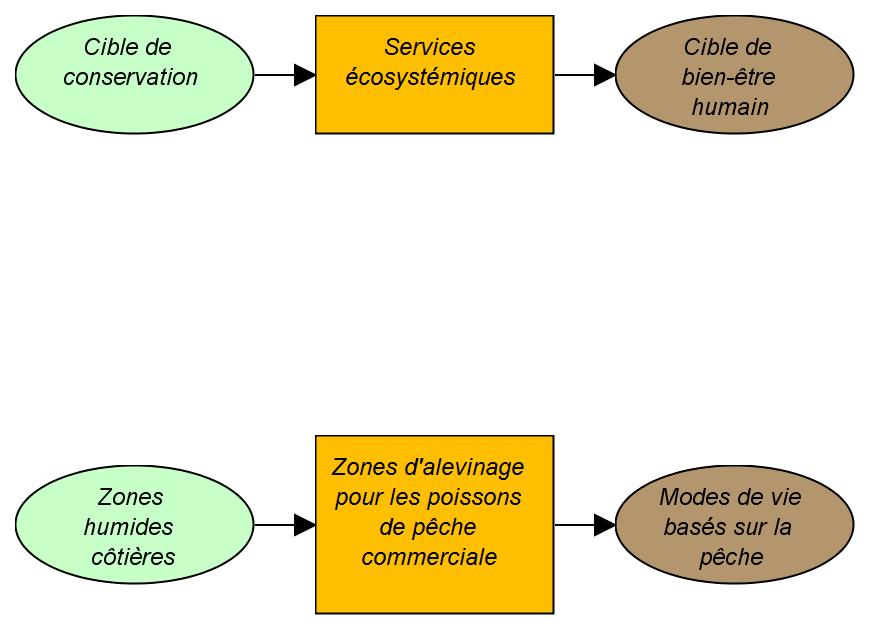 Cible de
conservation
Services
écosystémiques
Cible de
bien-être
humain
Zones
humides
côtières
Zones d'alevinage
pour les poissons
de pêche
commerciale
Modes de vie
basés sur la
pêche